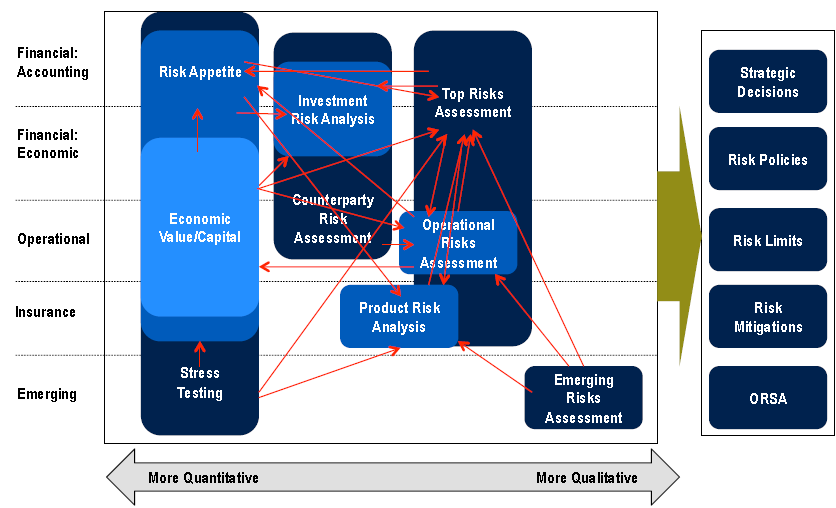 Financial:
Accounting
Financial:
Economic
Operational
Insurance
Emerging
Risk Appetite
Economic
Value/Capital
Stress
Testing
Investment
Risk Analysis
Counterparty
Risk
Assessment
Top Risks
Assessment
Operational
Risks
Assessment
Product Risk
Analysis
Emerging
Risks
Assessment
Strategic
Decisions
Risk Policies
Risk Limits
Risk
Mitigations
ORSA
More Quantitative
More Qualitative